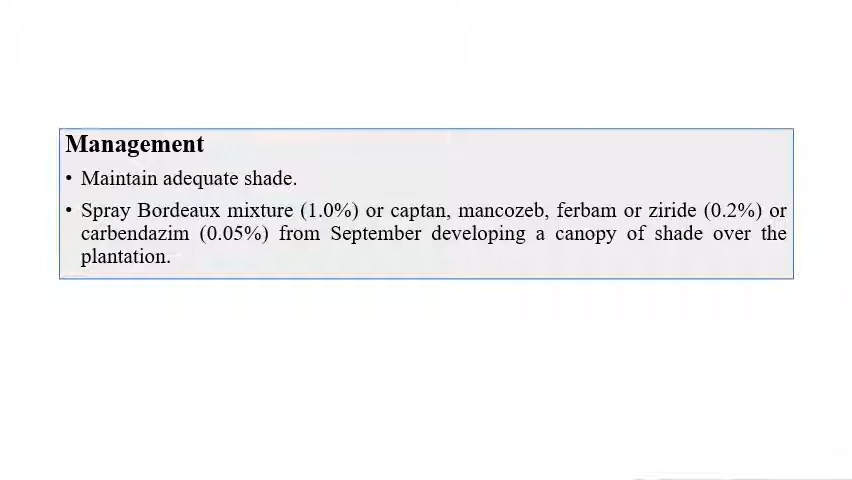 Management
• Maintain adequate shade.
• Spray Bordeaux mixture (1.0%) or captan, mancozeb, ferbam or ziride (0.2%) or
carbendazim (0.05%) from September developing a canopy of shade over the
plantation.